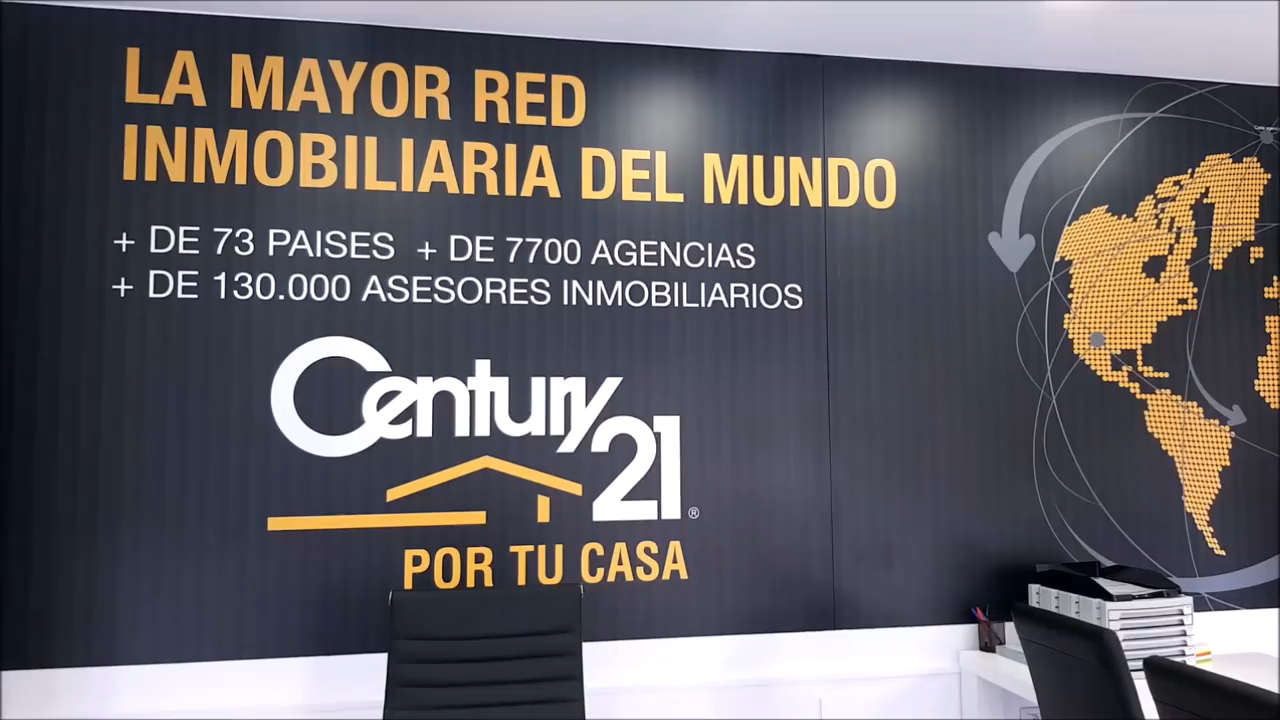 LA MAYOR RED
INMOBILIARIA DEL MUNDO
+ DE 73 PAISES + DE 7700 AGENCIAS
+ DE 130.000 ASESORES INMOBILIARIOS
Century
21®
POR TU CASA